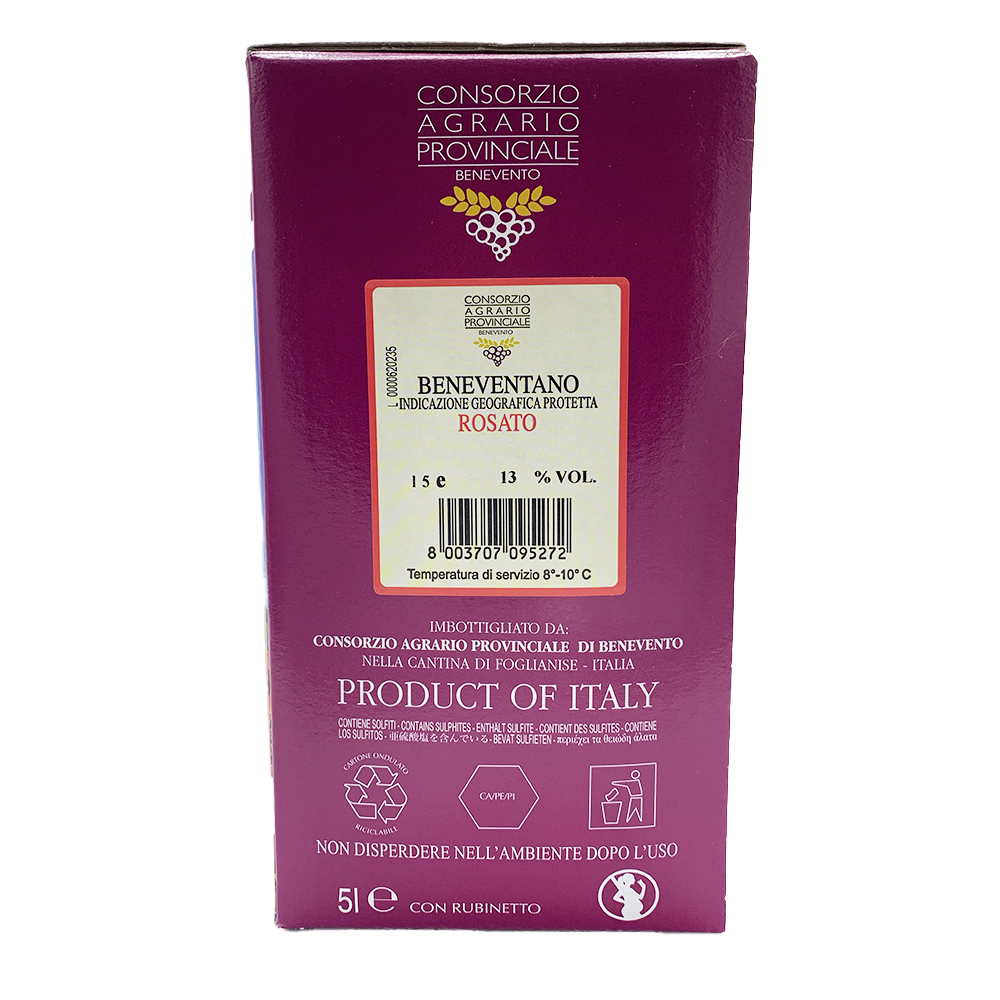 CONSORZIO
AGRARIO
PROVINCIALE
BENEVENTO
CONSORZIO
AGRARIO
PROVINCIALE
BENEVENTO
L 0000620235
BENEVENTANO
INDICAZIONE GEOGRAFICA PROTETTA
ROSATO
l 5 e 13 % VOL.
8 003707 095272
Temperatura di servizio 8°-10° C
IMBOTTIGLIATO DA:
CONSORZIO AGRARIO PROVINCIALE DI BENEVENTO
NELLA CANTINA DI FOGLIANISE - ITALIA
PRODUCT OF ITALY
CONTIENE SOLFITI - CONTAINS SULPHITES - ENTHÄLT SULFITE - CONTIENT DES SULFITES - CONTIENE
LOS SULFITOS - 亜硫酸塩を含んでいる - BEVAT SULFIETEN - περιέχει τα θειώδη άλατα
CARTONE ONDULATO
RICICLABILE
CA/PE/P1
NON DISPERDERE NELL'AMBIENTE DOPO L'USO
5l e CON RUBINETTO